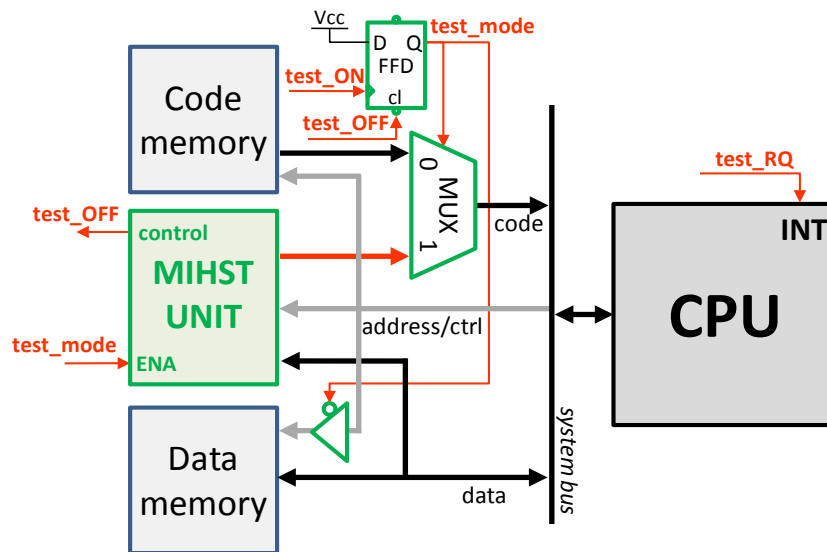 Vcc
D Q
FFD
cl
test_mode
test_ON
test_OFF
Code
memory
0
MUX
1
code
test_RQ
INT
CPU
test_OFF
control
MIHST
UNIT
ENA
test_mode
address/ctrl
Data
memory
data
system bus